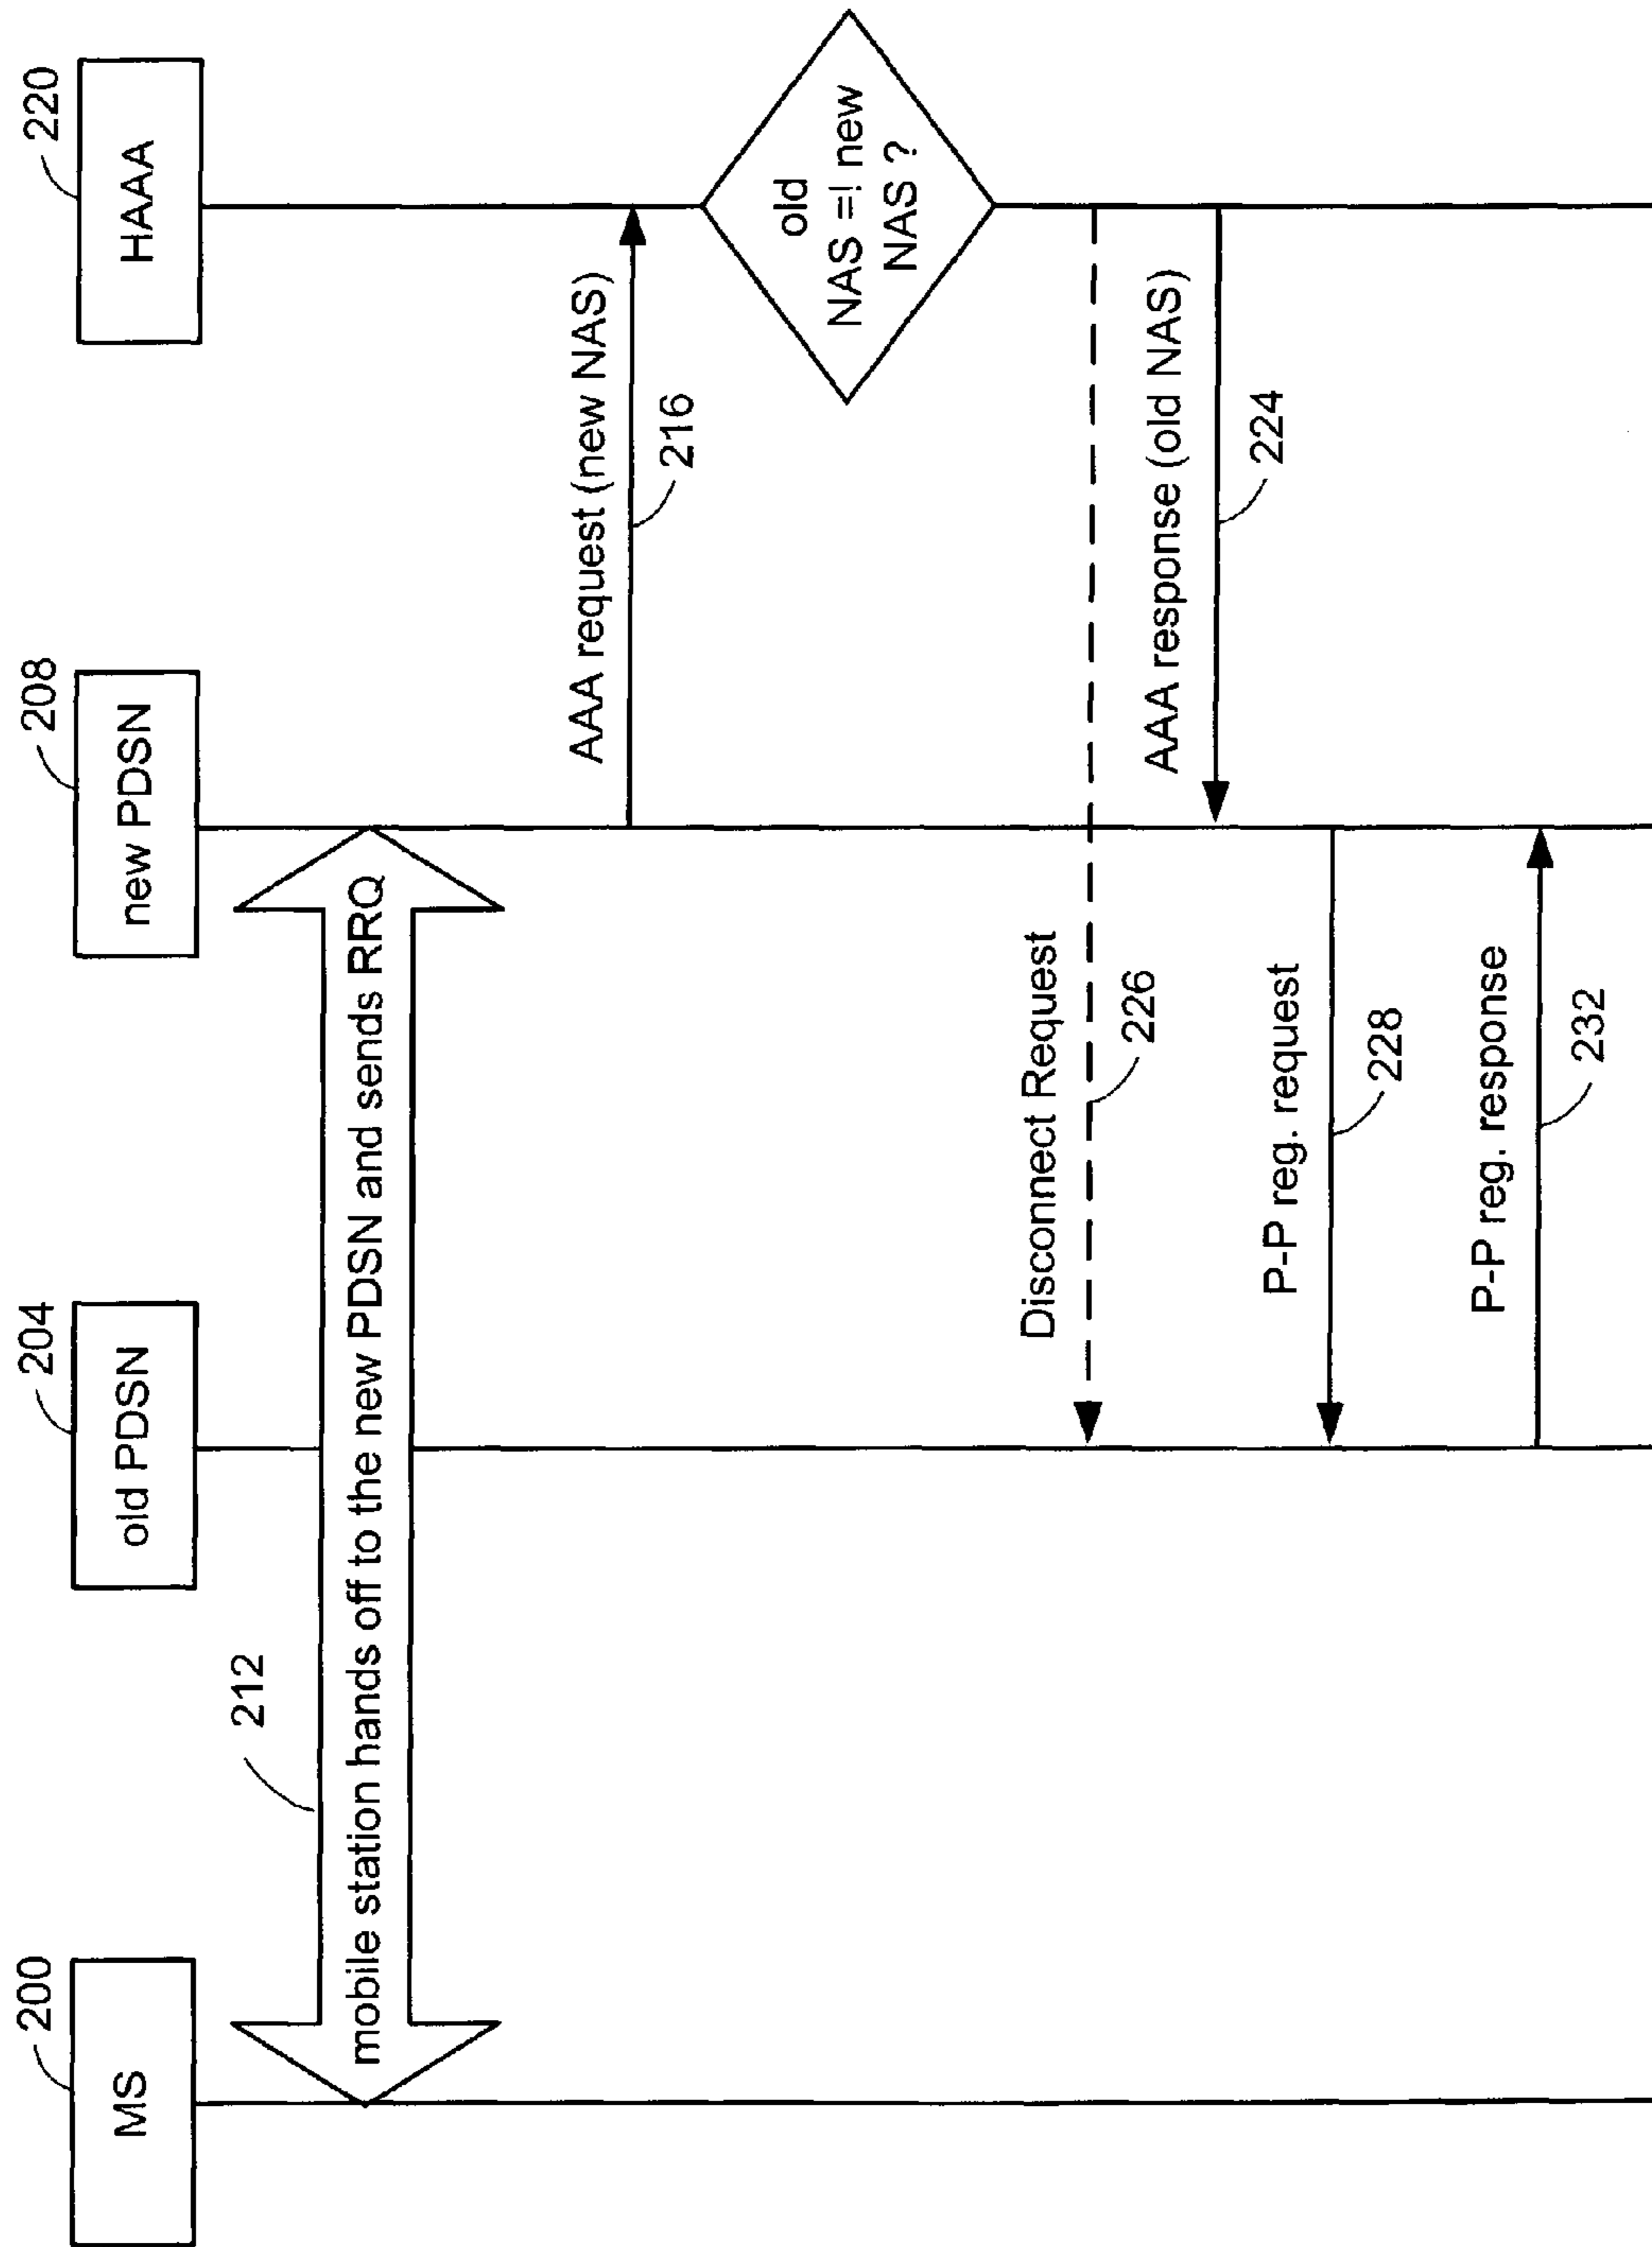 200
MS
204
old PDSN
208
new PDSN
220
HAAA
212
mobile station hands off to the new PDSN and sends RRQ
AAA request (new NAS)
216
old
NAS =! new
NAS ?
Disconnect Request
226
AAA response (old NAS)
224
P-P reg. request
228
P-P reg. response
232